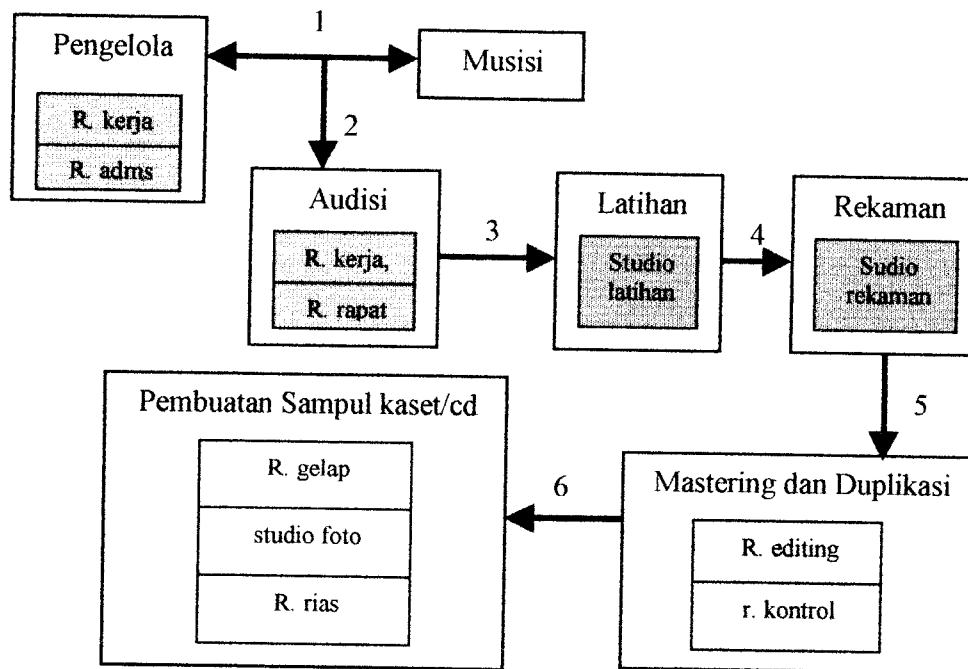 Pengelola
R. kerja
R. adms
1
Musisi
2
Audisi
R. kerja,
R. rapat
3
Latihan
Studio
latihan
4
Rekaman
Sudio
rekaman
5
Mastering dan Duplikasi
R. editing
r. kontrol
6
Pembuatan Sampul kaset/cd
R. gelap
studio foto
R. rias